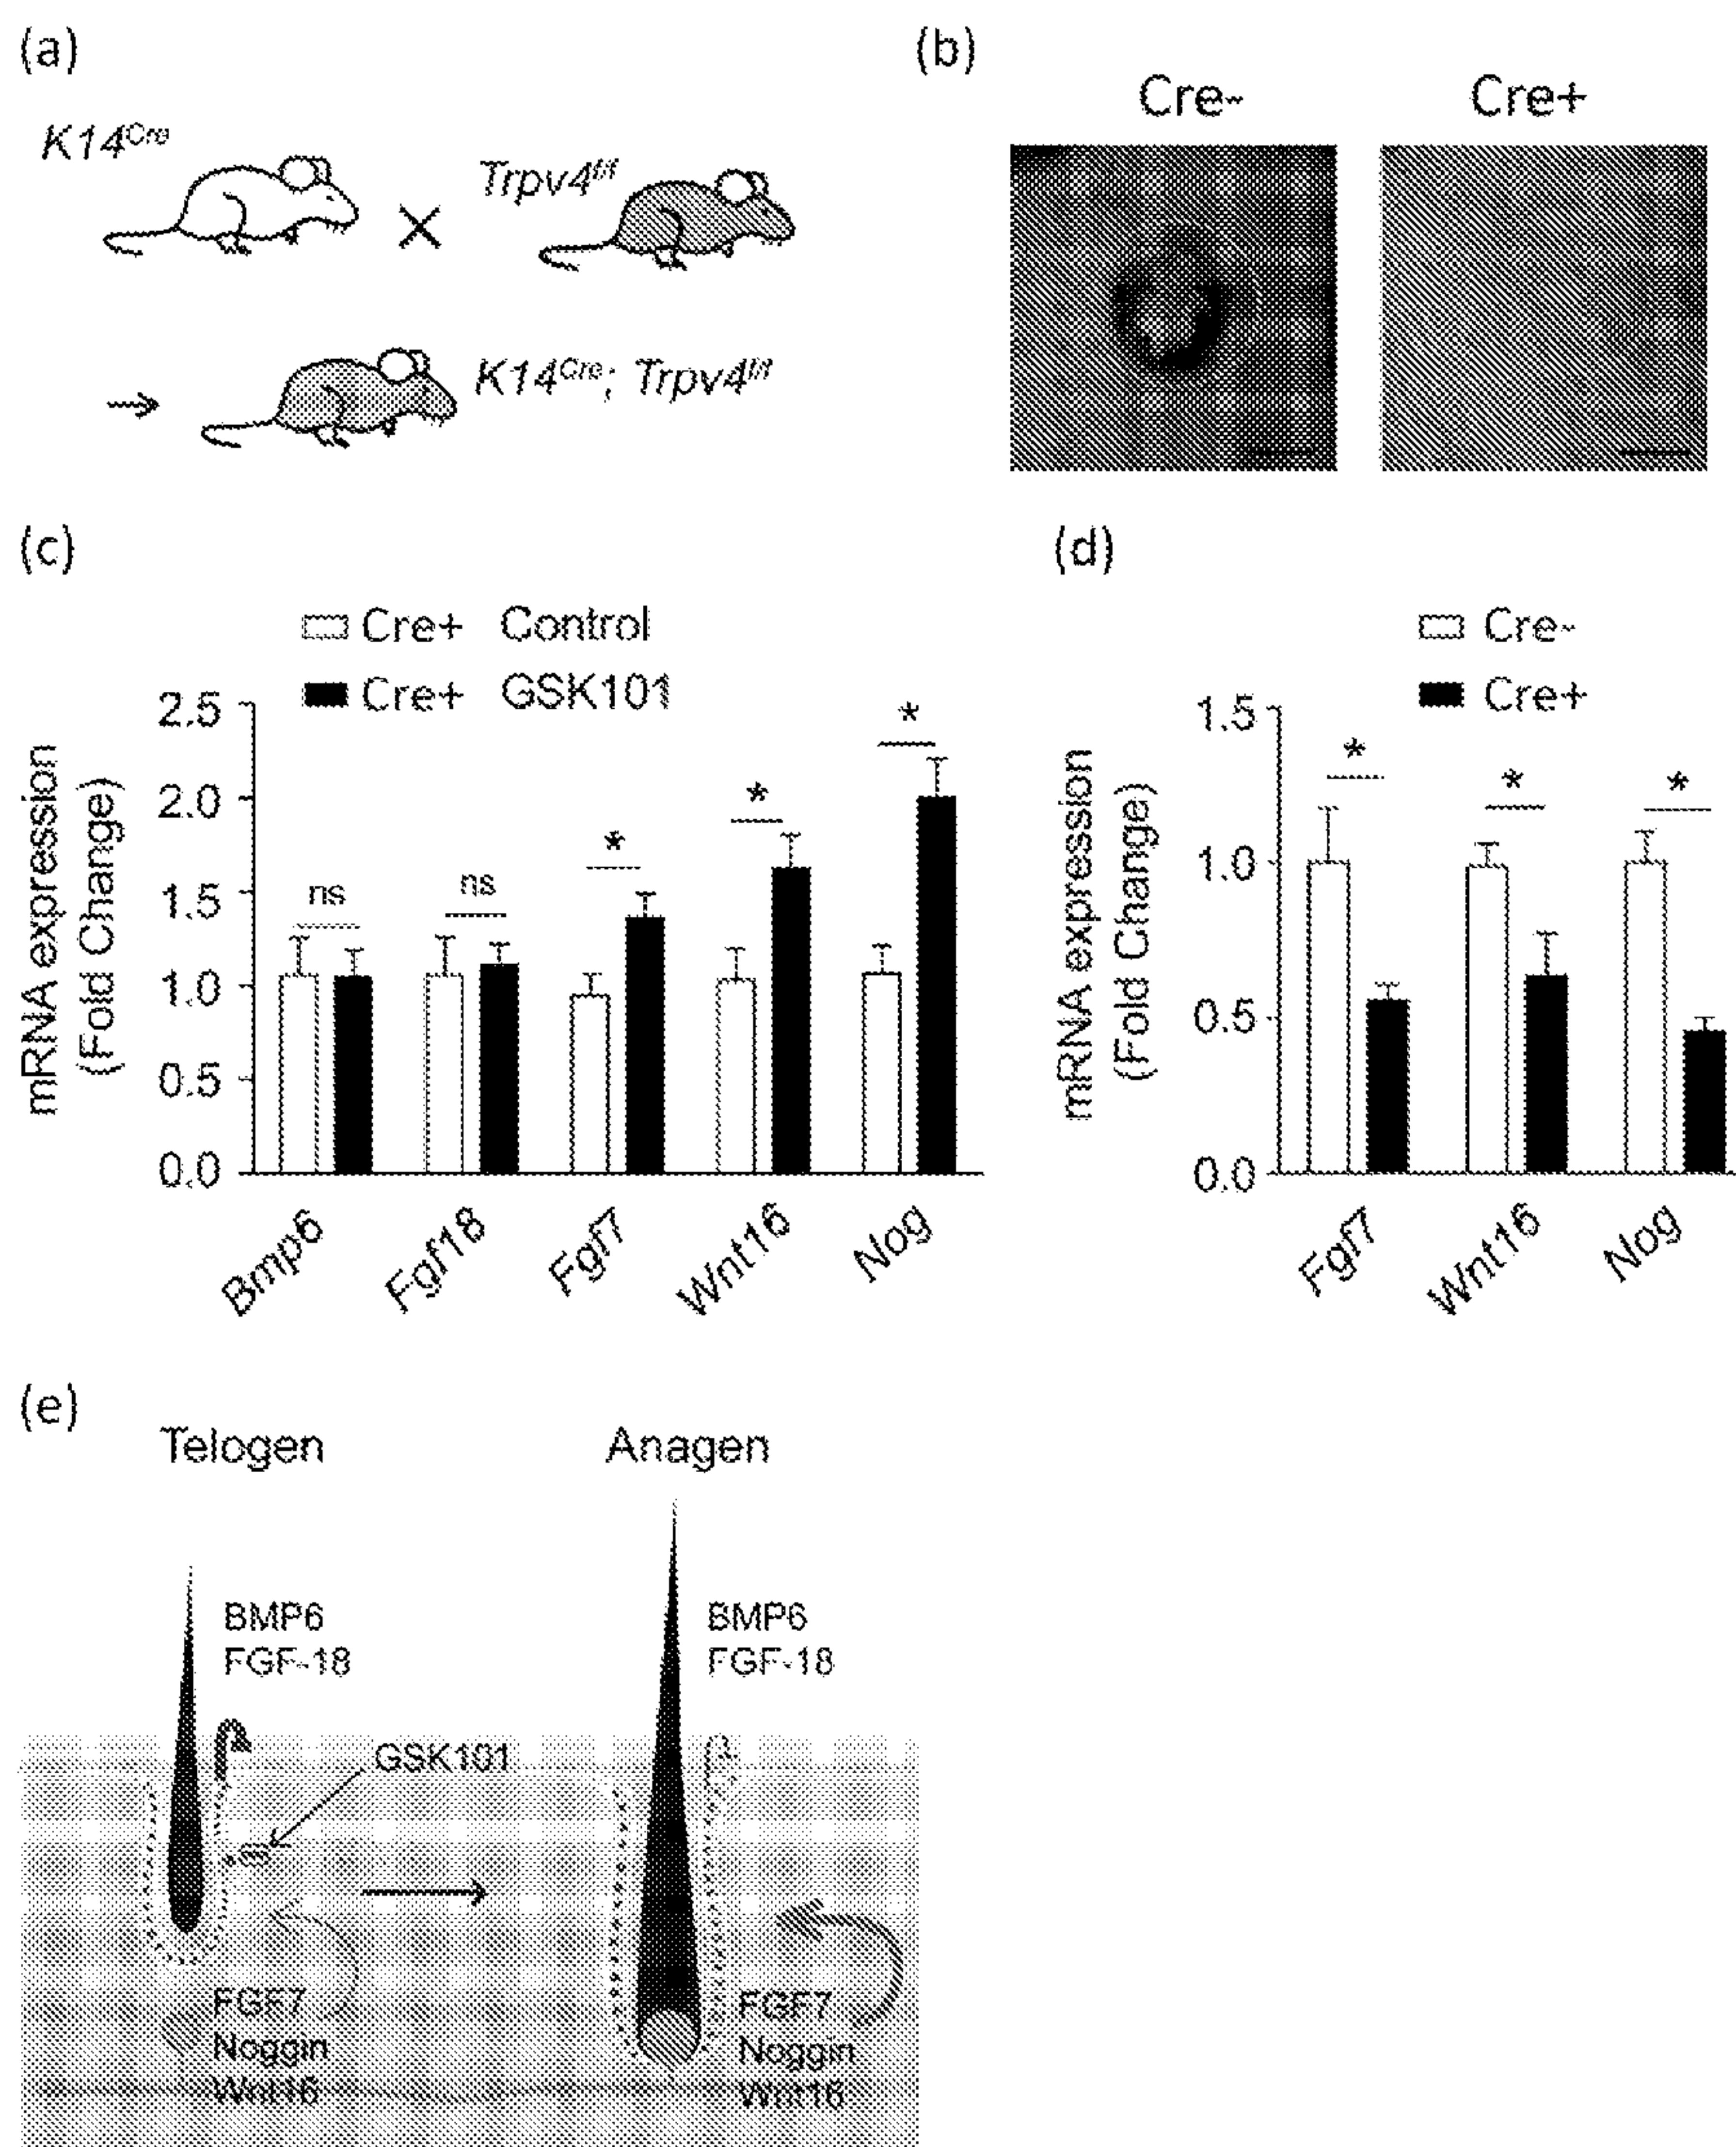 (a)
K14Cre
Trpv4f/f
K14Cre; Trpv4f/f
(b)
Cre-
Cre+
(c)
Cre+ Control
Cre+ GSK101
mRNA expression
(Fold Change)
2.5
2.0
1.5
1.0
0.5
0.0
ns
ns
*
*
*
Bmp6
Fgf18
Fgf7
Wnt16
Nog
(d)
Cre-
Cre+
mRNA expression
(Fold Change)
1.5
1.0
0.5
0.0
*
*
*
Fgf7
Wnt16
Nog
(e)
Telogen
Anagen
BMP6
FGF-18
BMP6
FGF-18
GSK101
FGF7
Noggin
Wnt16
FGF7
Noggin
Wnt16